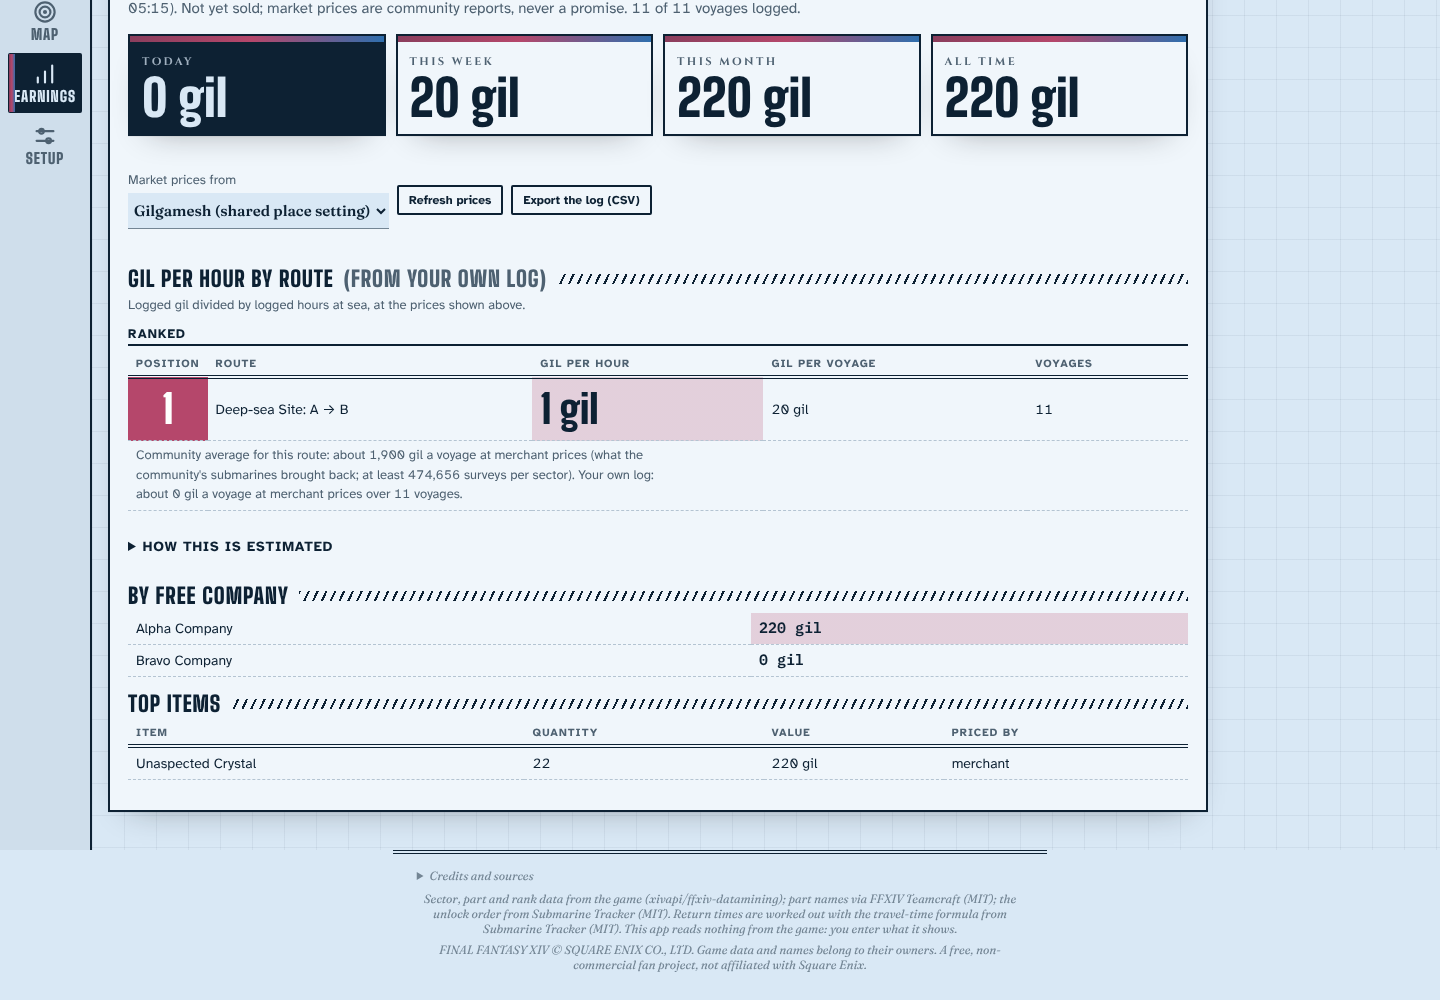 05:15). Not yet sold; market prices are community reports, never a promise. 11 of 11 voyages logged.
MAP
EARNINGS
SETUP
TODAY
0 gil
THIS WEEK
20 gil
THIS MONTH
220 gil
ALL TIME
220 gil
Market prices from
Gilgamesh (shared place setting)
Refresh prices
Export the log (CSV)
GIL PER HOUR BY ROUTE (FROM YOUR OWN LOG)
Logged gil divided by logged hours at sea, at the prices shown above.
RANKED
POSITION ROUTE GIL PER HOUR GIL PER VOYAGE VOYAGES
1 Deep-sea Site: A → B 1 gil 20 gil 11
Community average for this route: about 1,900 gil a voyage at merchant prices (what the
community's submarines brought back; at least 474,656 surveys per sector). Your own log:
about 0 gil a voyage at merchant prices over 11 voyages.
HOW THIS IS ESTIMATED
BY FREE COMPANY
Alpha Company 220 gil
Bravo Company 0 gil
TOP ITEMS
ITEM QUANTITY VALUE PRICED BY
Unaspected Crystal 22 220 gil merchant
Credits and sources
Sector, part and rank data from the game (xivapi/ffxiv-datamining); part names via FFXIV Teamcraft (MIT); the
unlock order from Submarine Tracker (MIT). Return times are worked out with the travel-time formula from
Submarine Tracker (MIT). This app reads nothing from the game: you enter what it shows.
FINAL FANTASY XIV © SQUARE ENIX CO., LTD. Game data and names belong to their owners. A free, non-
commercial fan project, not affiliated with Square Enix.